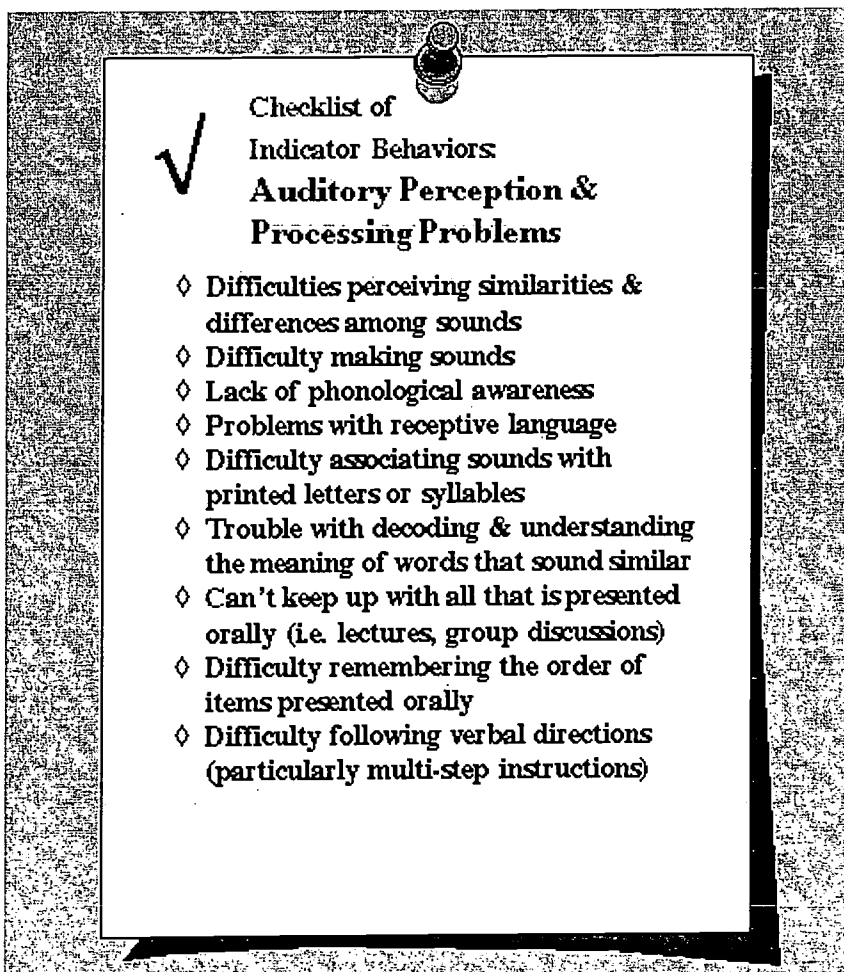 Checklist of
Indicator Behaviors:
Auditory Perception &
Processing Problems
◊ Difficulties perceiving similarities &
differences among sounds
◊ Difficulty making sounds
◊ Lack of phonological awareness
◊ Problems with receptive language
◊ Difficulty associating sounds with
printed letters or syllables
◊ Trouble with decoding & understanding
the meaning of words that sound similar
◊ Can't keep up with all that is presented
orally (i.e. lectures, group discussions)
◊ Difficulty remembering the order of
items presented orally
◊ Difficulty following verbal directions
(particularly multi-step instructions)